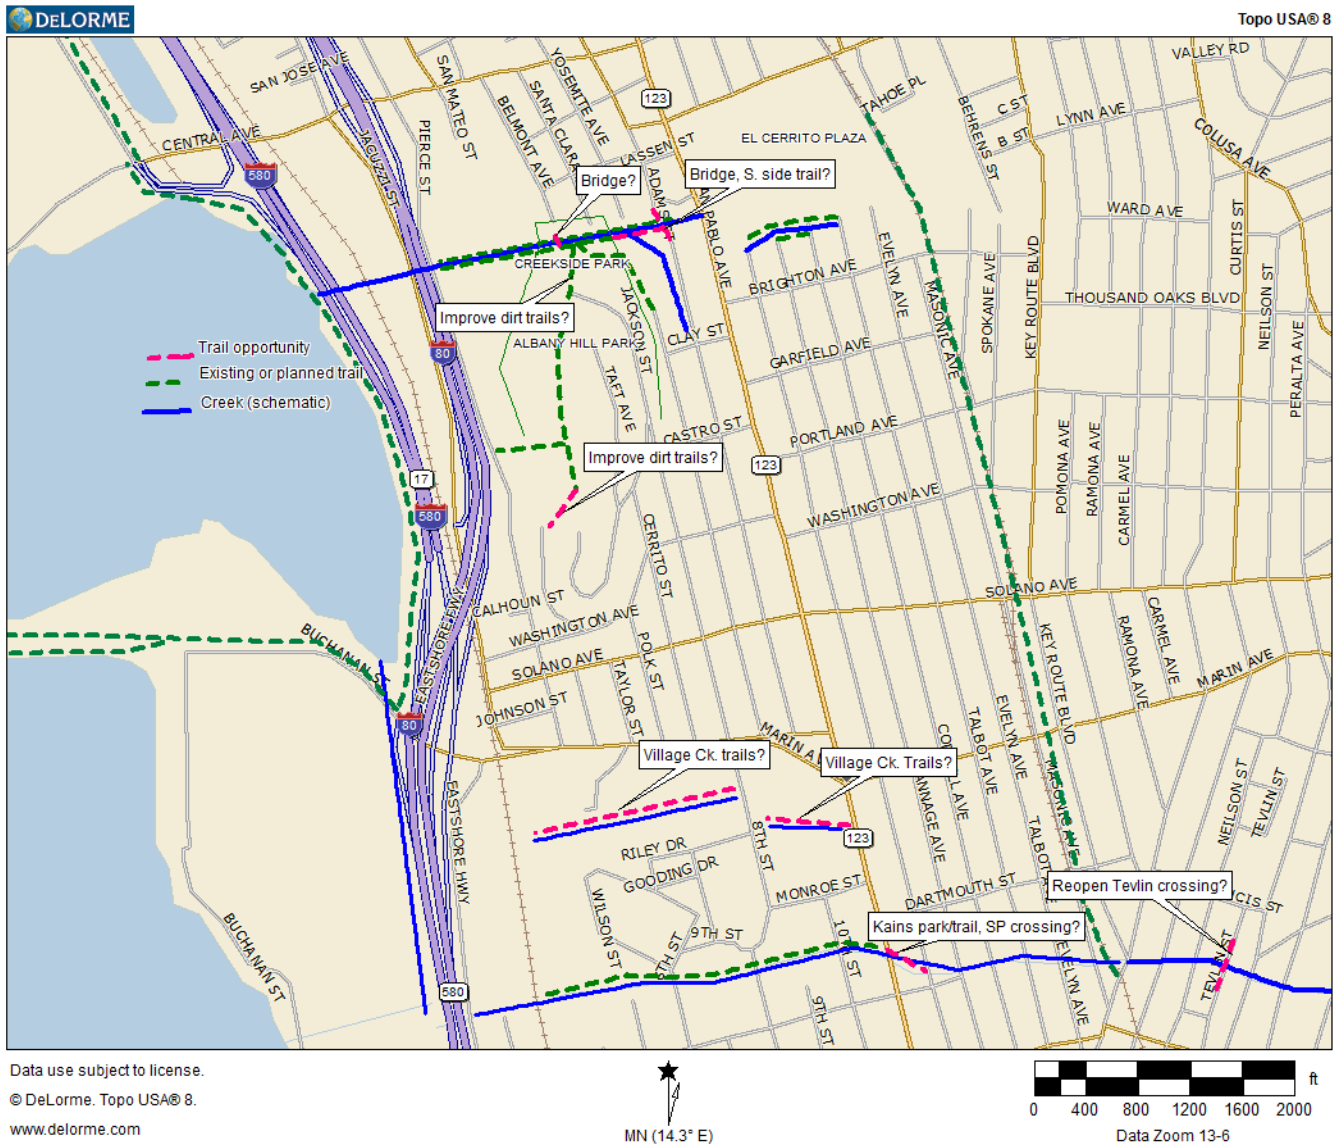 DELORME
Topo USA® 8
VALLEY RD
SAN JOSE AVE
SAN MATEO ST
YOSEMITE AVE
SANTA CLARA
BELMONT AVE
123
TAHOE PL
BEHRENS ST
C ST
LYNN AVE
B ST
COLUSA AVE
CENTRAL AVE
JACUZZI ST
PIERCE ST
LASSEN ST
EL CERRITO PLAZA
580
Bridge?
ADAMS
Bridge, S. side trail?
WARD AVE
CURTIS ST
SPOKANE AVE
KEY ROUTE BLVD
EVELYN AVE
CREEKSIDE PARK
BRIGHTON AVE
THOUSAND OAKS BLVD
NEILSON ST
PERALTA AVE
MASONIC AVE
Improve dirt trails?
JACKSON ST
CLAY ST
ALBANY HILL PARK
GARFIELD AVE
80
Trail opportunity
Existing or planned trail
Creek (schematic)
TAFT AVE
CASTRO ST
PORTLAND AVE
POMONA AVE
RAMONA AVE
CARMEL AVE
Improve dirt trails?
123
17
580
WASHINGTON AVE
CERRITO ST
SOLANO AVE
CALHOUN ST
WASHINGTON AVE
EASTSHORE FWY
BUCHANAN ST
SOLANO AVE
POLK ST
TAYLOR ST
KEY ROUTE BLVD
RAMONA AVE
CARMEL AVE
MARIN AVE
JOHNSON ST
80
EVELYN AVE
TALBOT AVE
Village Ck. trails?
Village Ck. Trails?
MASONIC AVE
NEILSON ST
TEVLIN ST
EASTSHORE HWY
8TH ST
123
RILEY DR
GOODING DR
MONROE ST
DARTMOUTH ST
Reopen Tevlin crossing?
WILSON ST
9TH ST
10TH ST
Kains park/trail, SP crossing?
BUCHANAN ST
EVELYN AVE
TEVLIN ST
580
9TH ST
Data use subject to license.
© DeLorme. Topo USA® 8.
www.delorme.com
MN (14.3° E)
ft
0 400 800 1200 1600 2000
Data Zoom 13-6